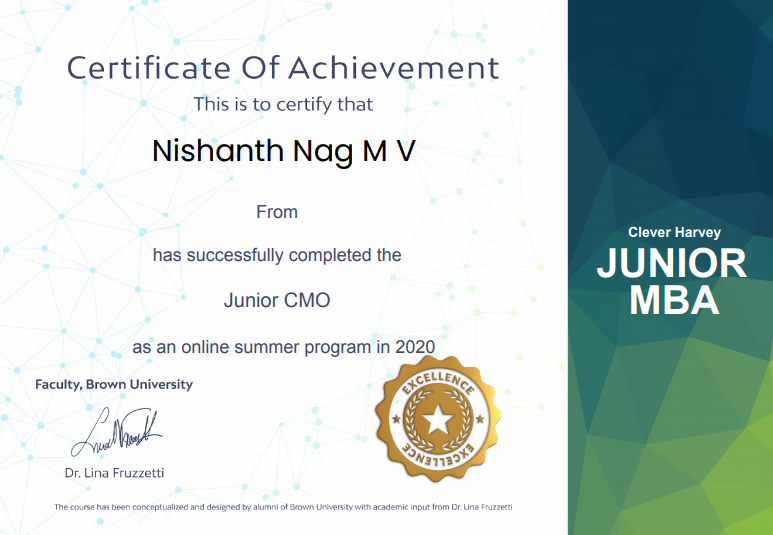 Certificate Of Achievement
This is to certify that
Nishanth Nag M V
From
has successfully completed the
Junior CMO
as an online summer program in 2020
Faculty, Brown University
Dr. Lina Fruzzetti
EXCELLENCE
EXCELLENCE
The course has been conceptualized and designed by alumni of Brown University with academic input from Dr. Lina Fruzzetti
Clever Harvey
JUNIOR
MBA